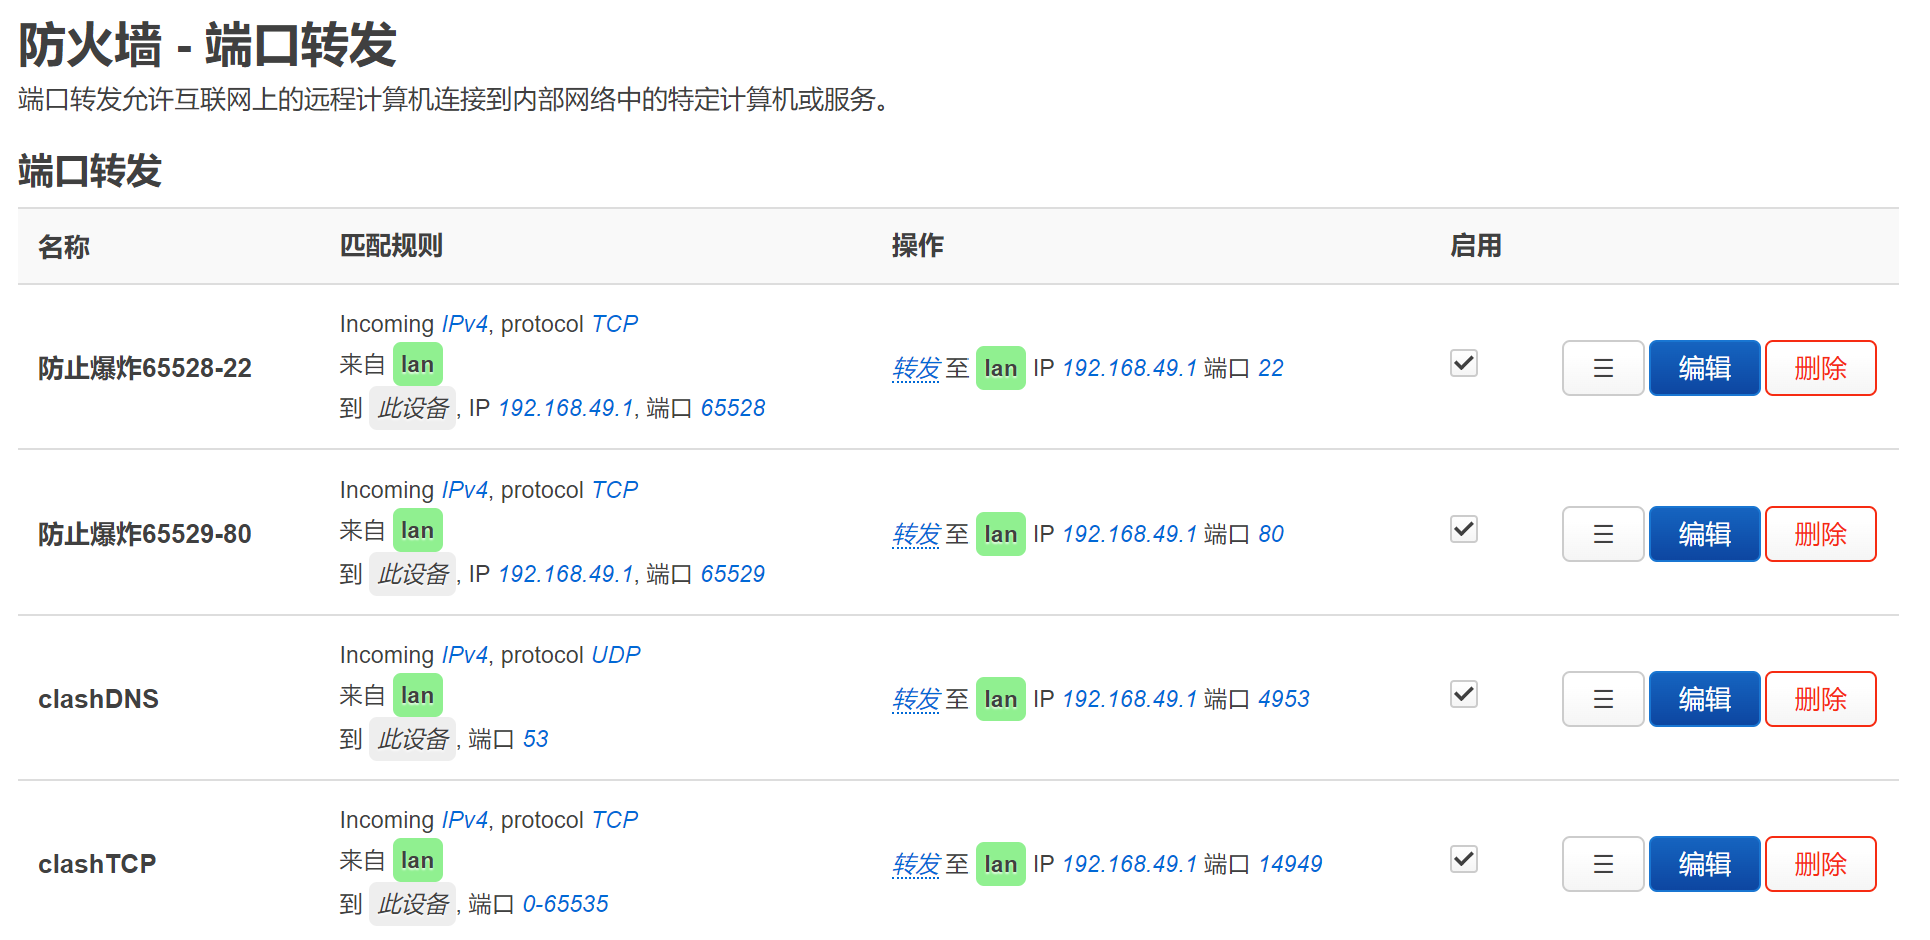 防火墙 - 端口转发
端口转发允许互联网上的远程计算机连接到内部网络中的特定计算机或服务。
端口转发
名称 匹配规则 操作 启用
防止爆炸65528-22
Incoming IPv4, protocol TCP
来自 lan
到 此设备, IP 192.168.49.1, 端口 65528
转发 至 lan IP 192.168.49.1 端口 22
☰ 编辑 删除
防止爆炸65529-80
Incoming IPv4, protocol TCP
来自 lan
到 此设备, IP 192.168.49.1, 端口 65529
转发 至 lan IP 192.168.49.1 端口 80
☰ 编辑 删除
clashDNS
Incoming IPv4, protocol UDP
来自 lan
到 此设备, 端口 53
转发 至 lan IP 192.168.49.1 端口 4953
☰ 编辑 删除
clashTCP
Incoming IPv4, protocol TCP
来自 lan
到 此设备, 端口 0-65535
转发 至 lan IP 192.168.49.1 端口 14949
☰ 编辑 删除